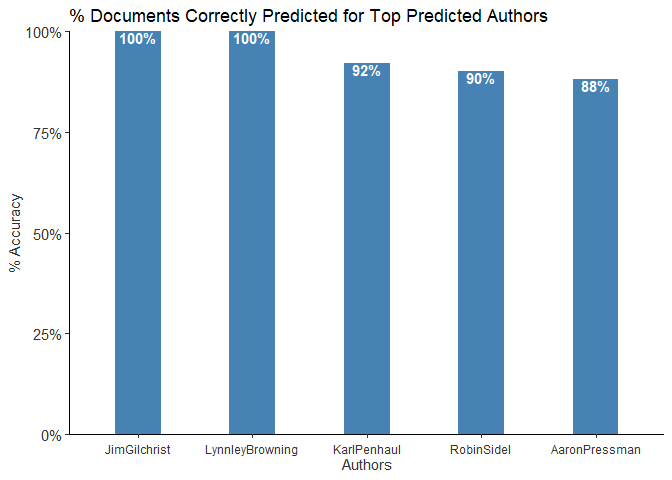 % Documents Correctly Predicted for Top Predicted Authors
% Accuracy
100%
75%
50%
25%
0%
100%
100%
92%
90%
88%
JimGilchrist
LynnleyBrowning
KarlPenhaul
RobinSidel
AaronPressman
Authors